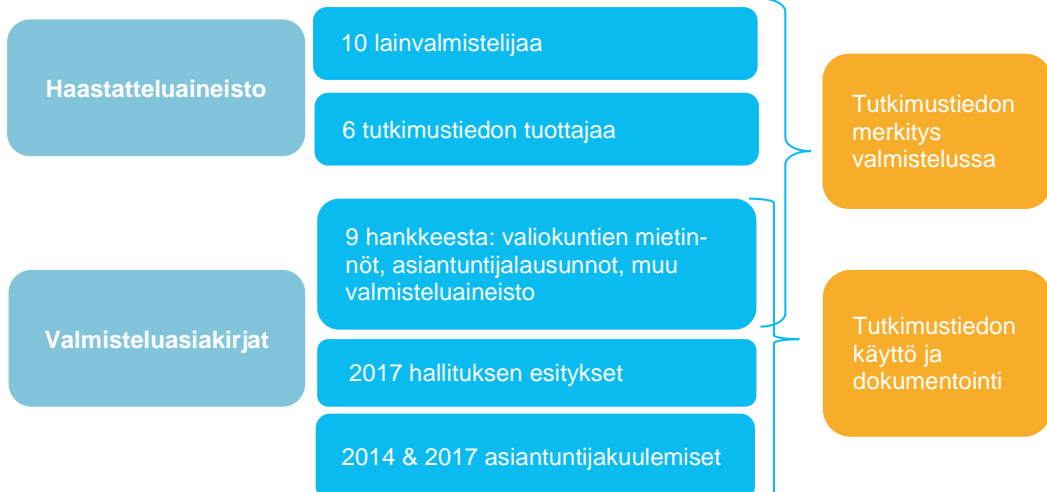 Haastatteluaineisto
10 lainvalmistelijaa
6 tutkimustiedon tuottajaa
Valmisteluasiakirjat
9 hankkeesta: valiokuntien mietin-
nöt, asiantuntijalausunnot, muu
valmisteluaineisto
2017 hallituksen esitykset
2014 & 2017 asiantuntijakuulemiset
Tutkimustiedon
merkitys
valmistelussa
Tutkimustiedon
käyttö ja
dokumentointi